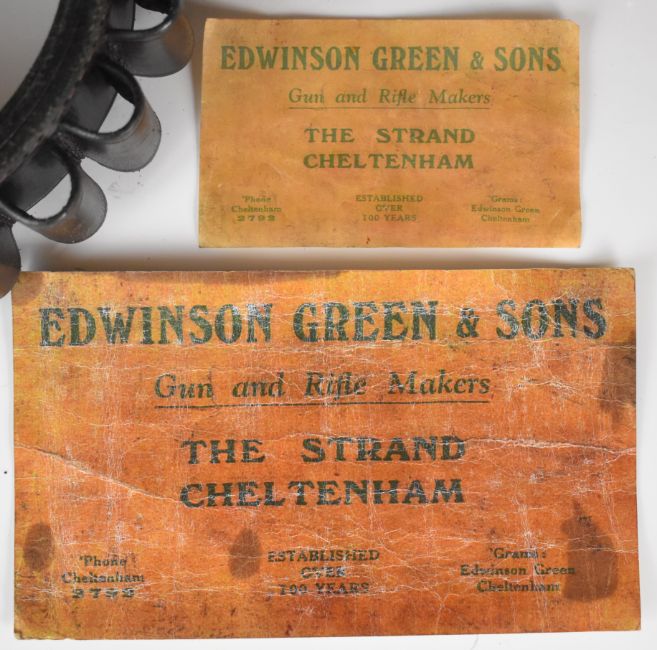 EDWINSON GREEN & SONS
Gun and Rifle Makers
THE STRAND
CHELTENHAM
'Phone
Cheltenham
2792
ESTABLISHED
OVER
100 YEARS
'Grams:
Edwinson Green
Cheltenham
EDWINSON GREEN & SONS
Gun and Rifle Makers
THE STRAND
CHELTENHAM
'Phone
Cheltenham
2792
ESTABLISHED
OVER
100 YEARS
'Grams:
Edwinson Green
Cheltenham